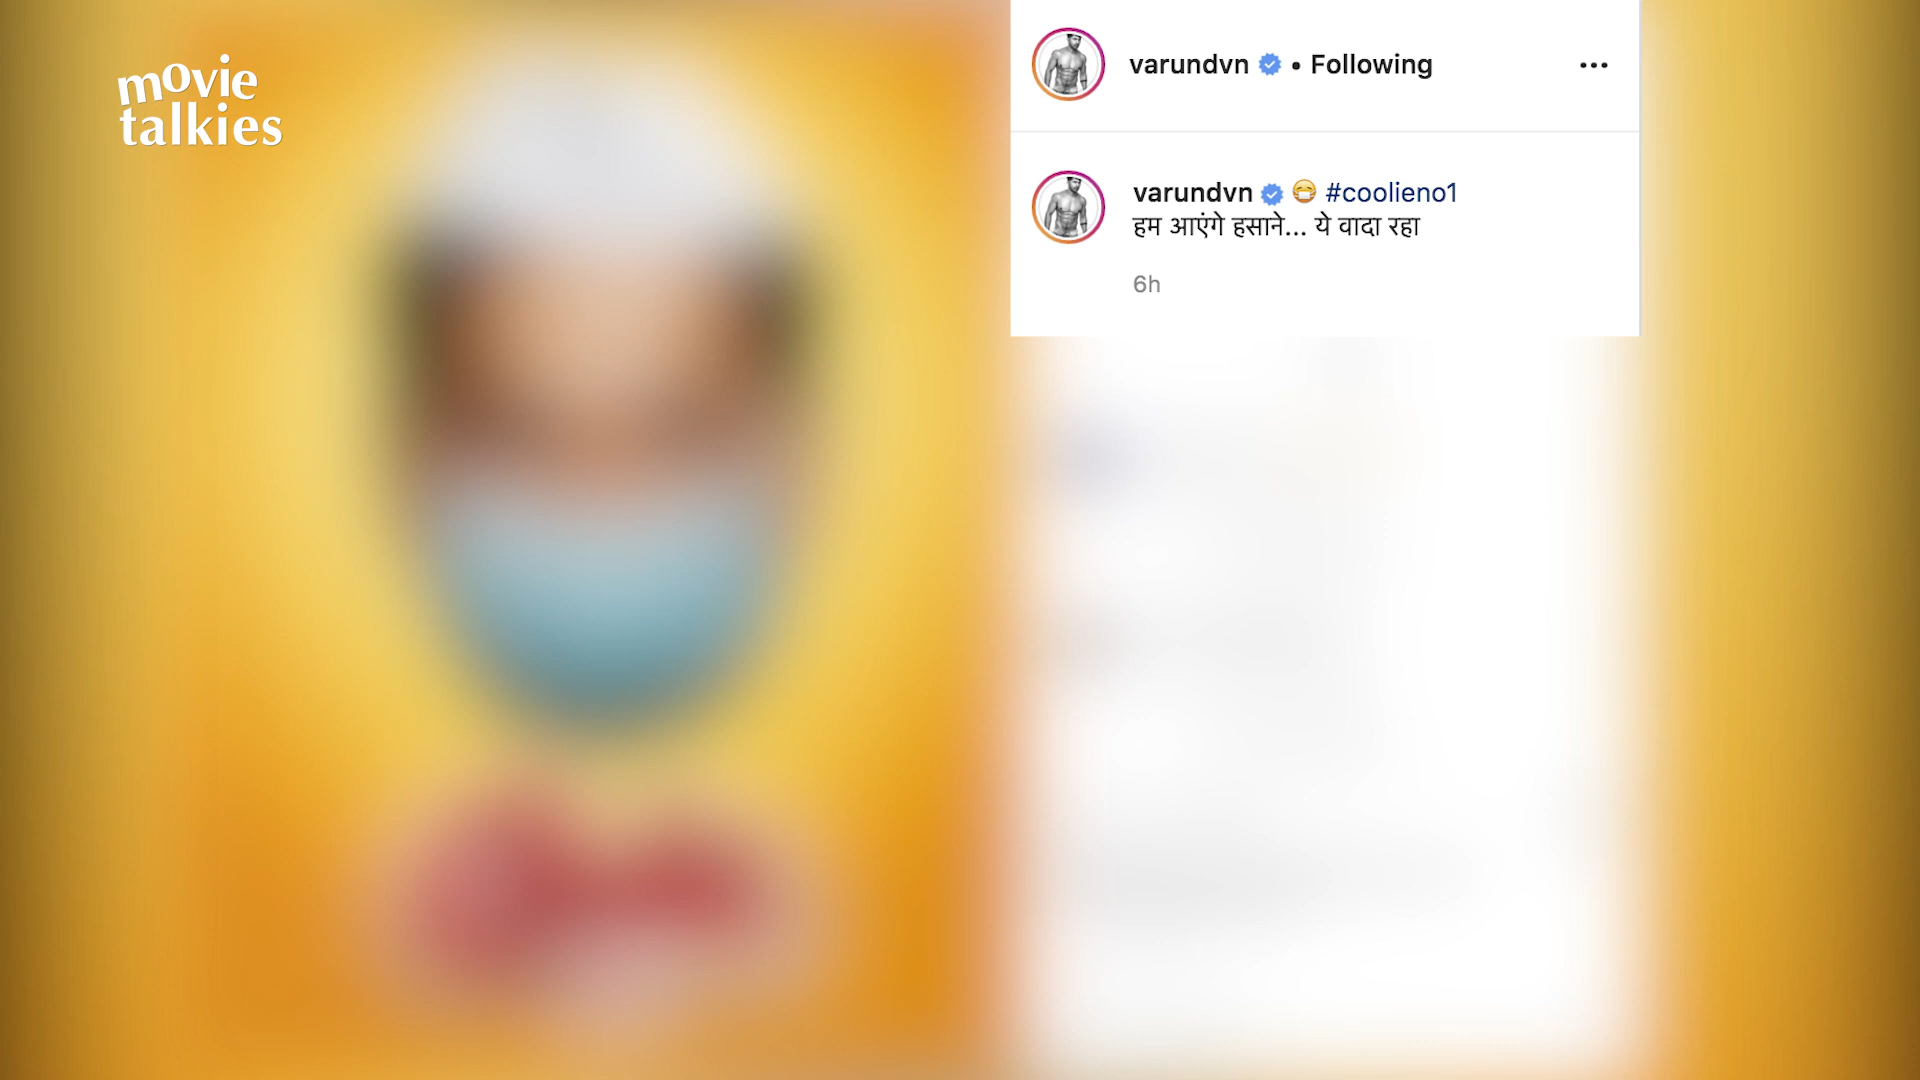 movie
talkies
varundvn • Following
varundvn 😷 #coolieno1
हम आएंगे हसाने... ये वादा रहा
6h